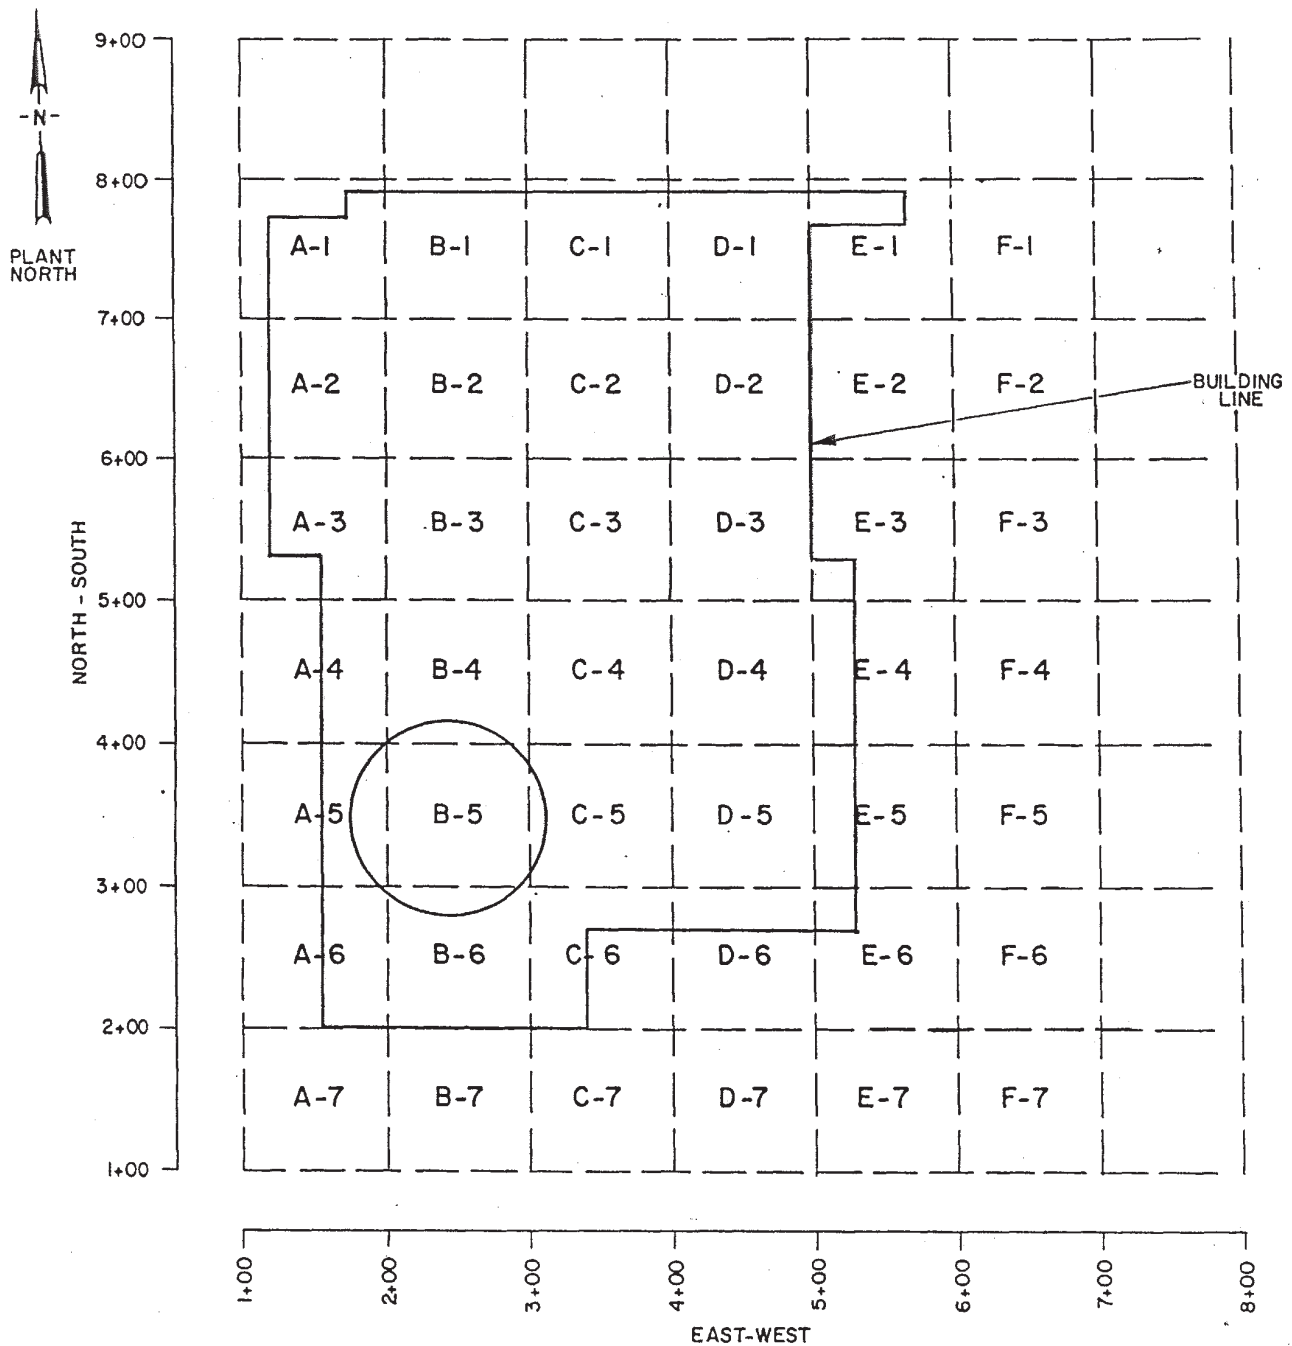 9+00
-N-
8+00
PLANT
NORTH
A-1 B-1 C-1 D-1 E-1 F-1
7+00
A-2 B-2 C-2 D-2 E-2 F-2
BUILDING
LINE
6+00
A-3 B-3 C-3 D-3 E-3 F-3
NORTH-SOUTH
5+00
A-4 B-4 C-4 D-4 E-4 F-4
4+00
A-5 B-5 C-5 D-5 E-5 F-5
3+00
A-6 B-6 C-6 D-6 E-6 F-6
2+00
A-7 B-7 C-7 D-7 E-7 F-7
1+00
1+00 2+00 3+00 4+00 5+00 6+00 7+00 8+00
EAST-WEST